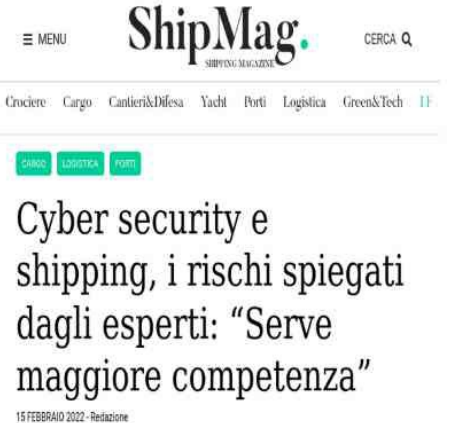 ≡ MENU
ShipMag.
SHIPPING MAGAZINE
CERCA
Crociere Cargo Cantieri&Difesa Yacht Porti Logistica Green&Tech
CARGO LOGISTICA PORTI
Cyber security e
shipping, i rischi spiegati
dagli esperti: “Serve
maggiore competenza”
15 FEBBRAIO 2022 - Redazione